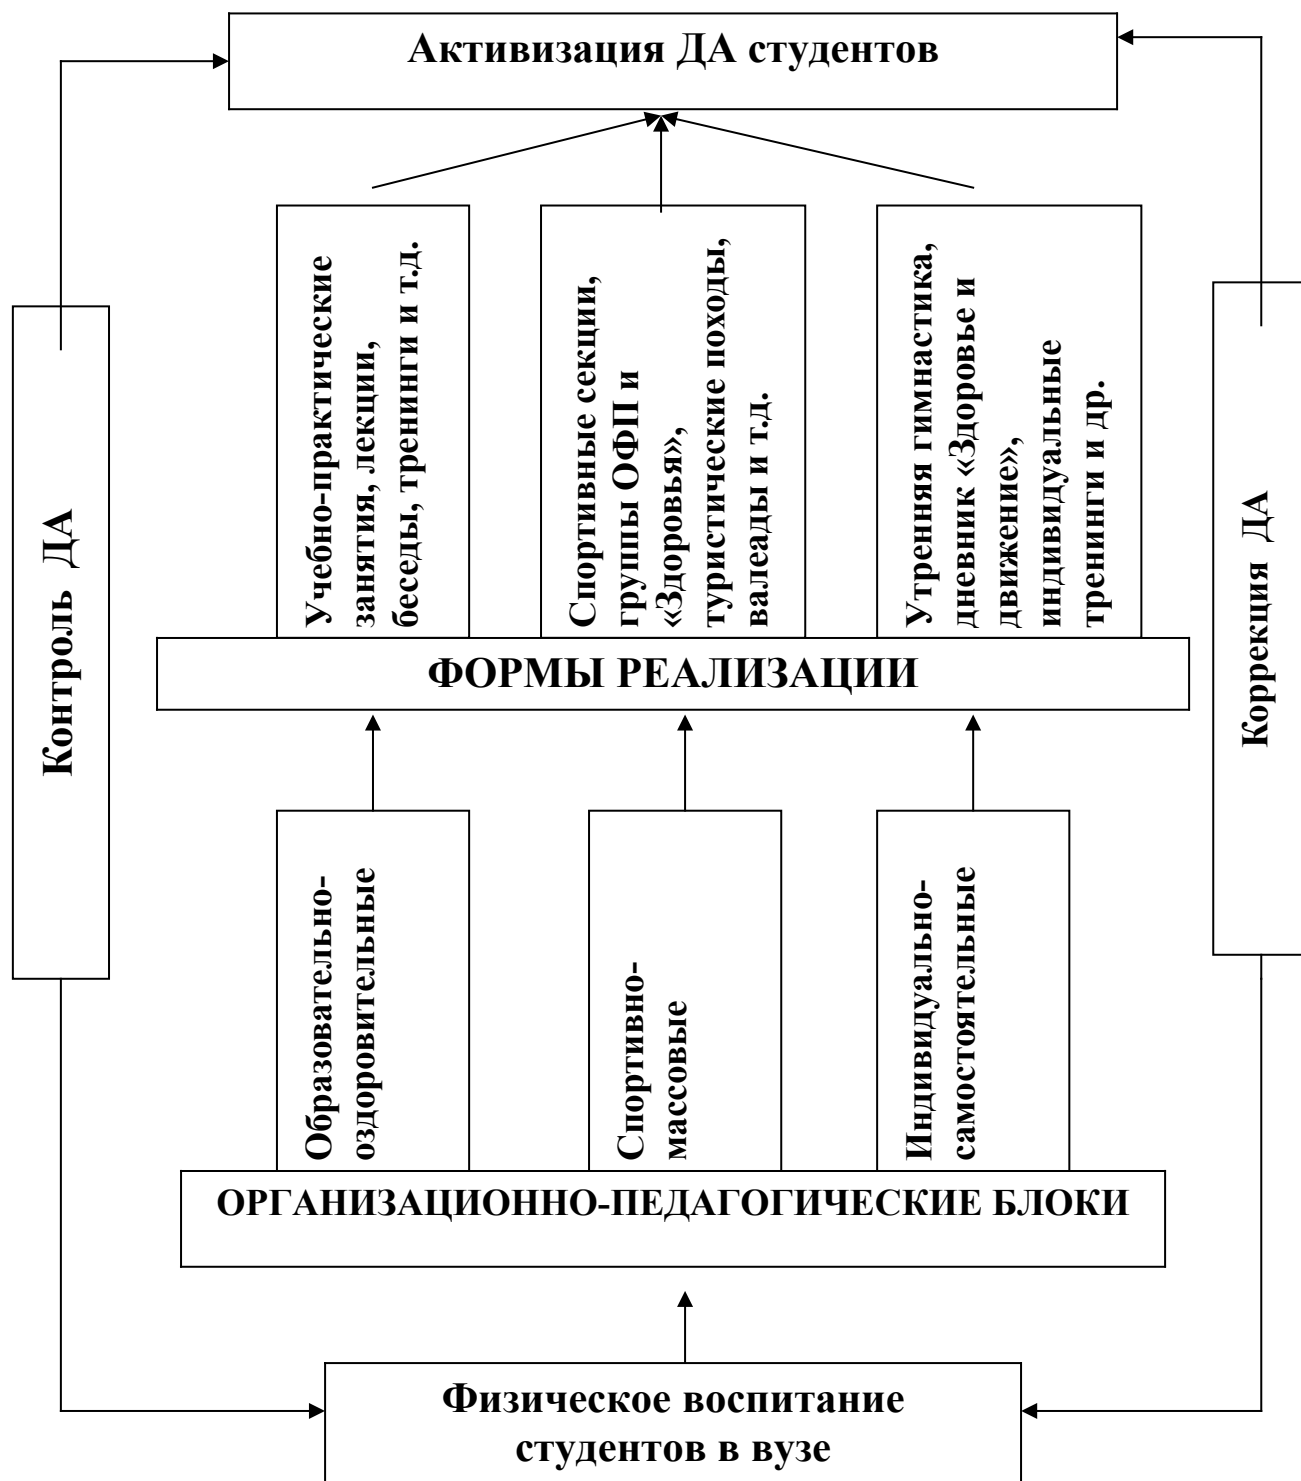 Активизация ДА студентов
Контроль ДА
Учебно-практические
занятия, лекции,
беседы, тренинги и т.д.
Спортивные секции,
группы ОФП и
«Здоровья»,
туристические походы,
валеады и т.д.
Утренняя гимнастика,
дневник «Здоровье и
движение»,
индивидуальные
тренинги и др.
Коррекция ДА
ФОРМЫ РЕАЛИЗАЦИИ
Образовательно-
оздоровительные
Спортивно-
массовые
Индивидуально-
самостоятельные
ОРГАНИЗАЦИОННО-ПЕДАГОГИЧЕСКИЕ БЛОКИ
Физическое воспитание
студентов в вузе